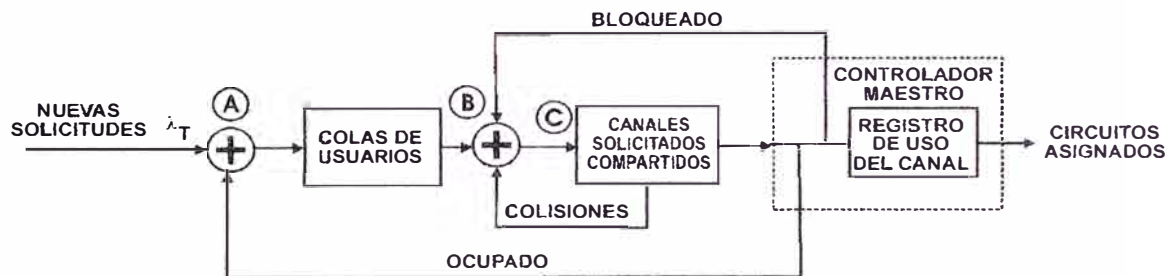 BLOQUEADO
CONTROLADOR
MAESTRO
NUEVAS
SOLICITUDES
λT
A
COLAS DE
USUARIOS
B
C
CANALES
SOLICITADOS
COMPARTIDOS
REGISTRO
DE USO
DEL CANAL
CIRCUITOS
ASIGNADOS
COLISIONES
OCUPADO